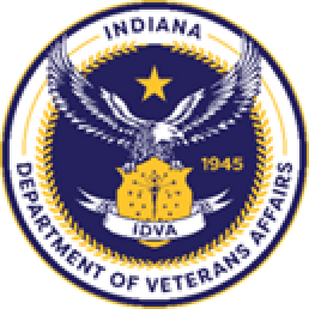 INDIANA
1945
IDVA
DEPARTMENT OF VETERANS AFFAIRS